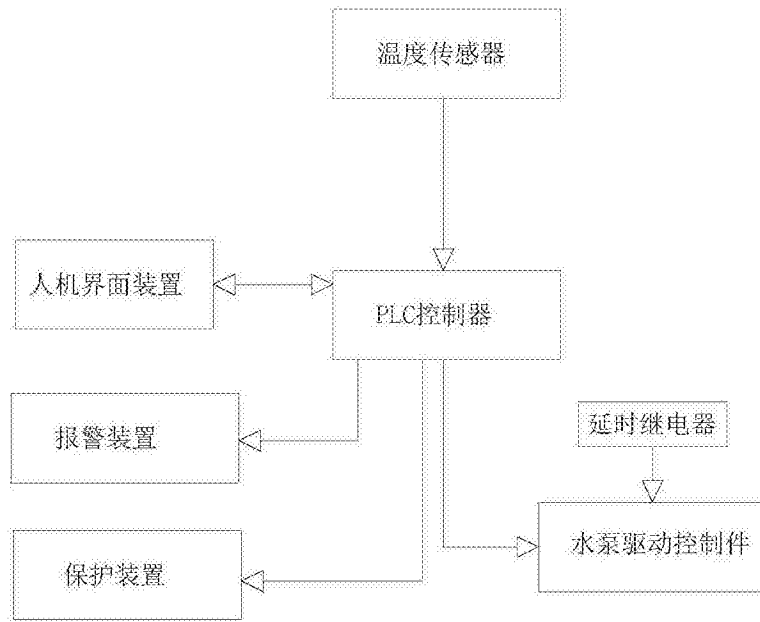 温度传感器
人机界面装置
PLC控制器
报警装置
延时继电器
水泵驱动控制件
保护装置